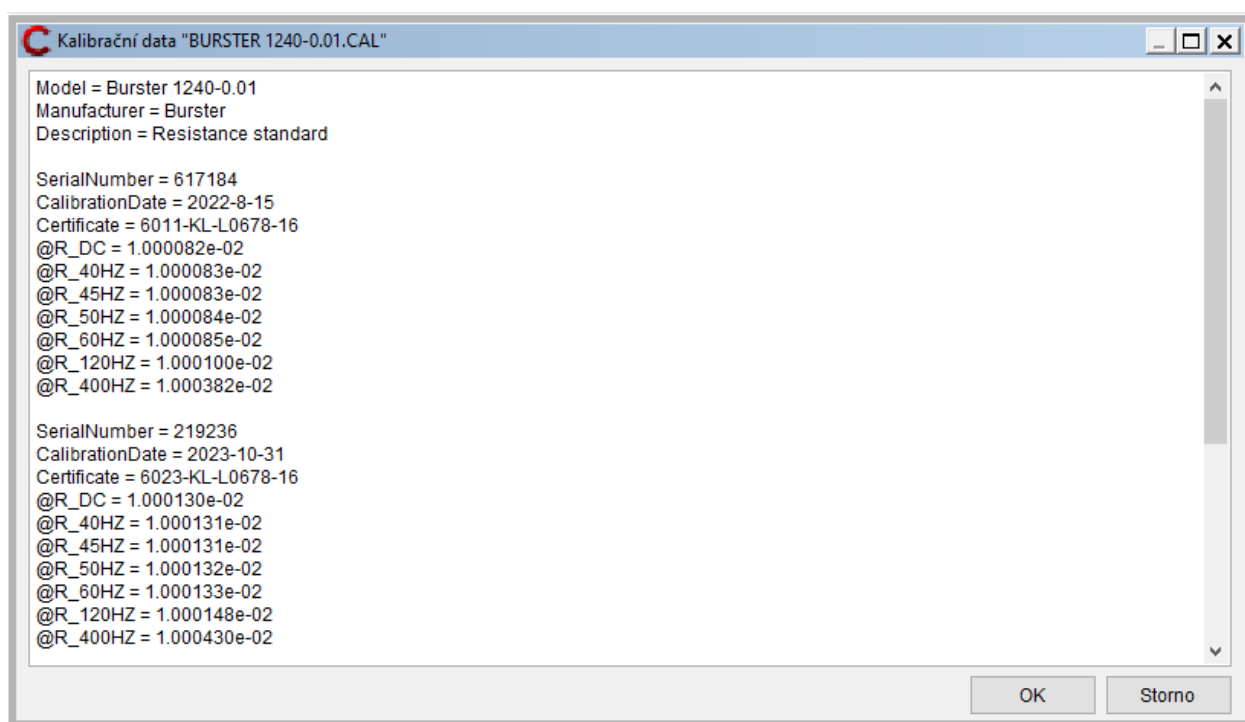 Kalibrační data "BURSTER 1240-0.01.CAL"
Model = Burster 1240-0.01
Manufacturer = Burster
Description = Resistance standard
SerialNumber = 617184
CalibrationDate = 2022-8-15
Certificate = 6011-KL-L0678-16
@R_DC = 1.000082e-02
@R_40HZ = 1.000083e-02
@R_45HZ = 1.000083e-02
@R_50HZ = 1.000084e-02
@R_60HZ = 1.000085e-02
@R_120HZ = 1.000100e-02
@R_400HZ = 1.000382e-02
SerialNumber = 219236
CalibrationDate = 2023-10-31
Certificate = 6023-KL-L0678-16
@R_DC = 1.000130e-02
@R_40HZ = 1.000131e-02
@R_45HZ = 1.000131e-02
@R_50HZ = 1.000132e-02
@R_60HZ = 1.000133e-02
@R_120HZ = 1.000148e-02
@R_400HZ = 1.000430e-02
OK Storno